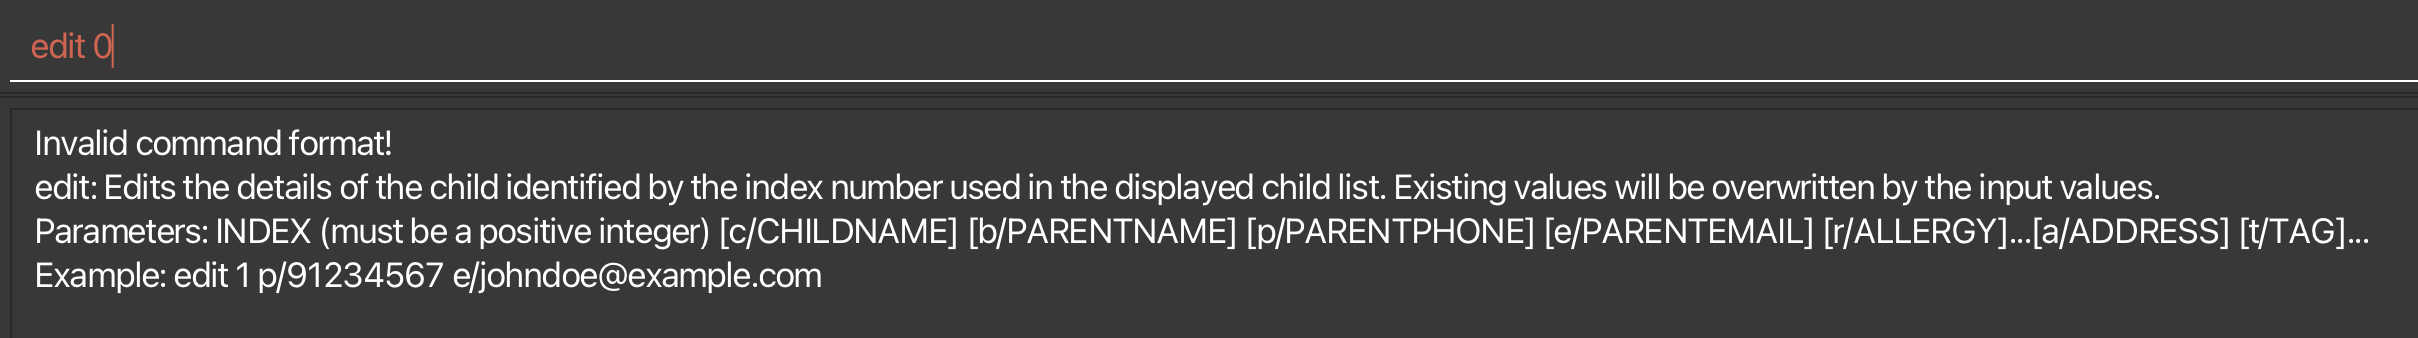 edit 0
Invalid command format!
edit: Edits the details of the child identified by the index number used in the displayed child list. Existing values will be overwritten by the input values.
Parameters: INDEX (must be a positive integer) [c/CHILDNAME] [b/PARENTNAME] [p/PARENTPHONE] [e/PARENTEMAIL] [r/ALLERGY]...[a/ADDRESS] [t/TAG]...
Example: edit 1 p/91234567 e/johndoe@example.com